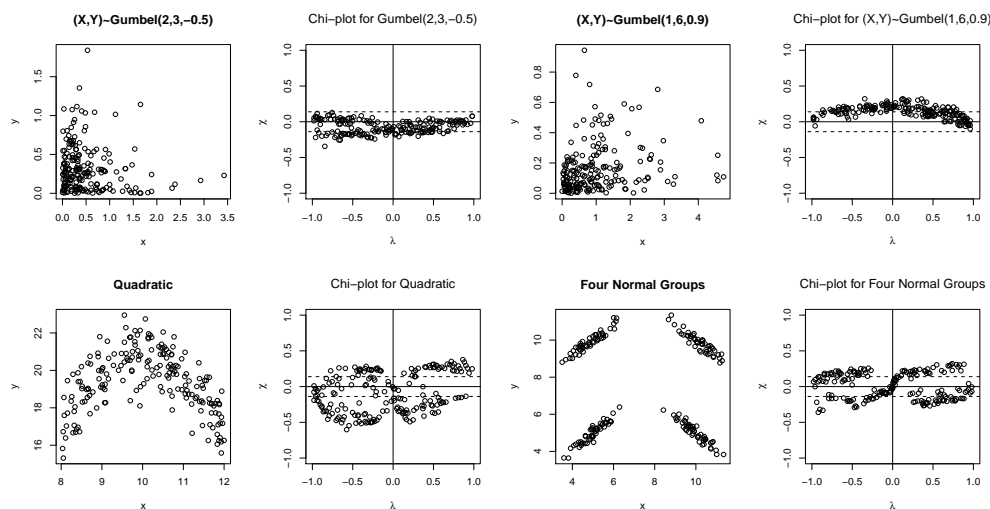 (X,Y)~Gumbel(2,3,−0.5)
y
0.0 0.5 1.0 1.5
0.0 0.5 1.0 1.5 2.0 2.5 3.0 3.5
x
Chi−plot for Gumbel(2,3,−0.5)
χ
−1.0 −0.5 0.0 0.5 1.0
−1.0 −0.5 0.0 0.5 1.0
λ
(X,Y)~Gumbel(1,6,0.9)
y
0.0 0.2 0.4 0.6 0.8
0 1 2 3 4
x
Chi−plot for (X,Y)~Gumbel(1,6,0.9)
χ
−1.0 −0.5 0.0 0.5 1.0
−1.0 −0.5 0.0 0.5 1.0
λ
Quadratic
y
16 18 20 22
8 9 10 11 12
x
Chi−plot for Quadratic
χ
−1.0 −0.5 0.0 0.5 1.0
−1.0 −0.5 0.0 0.5 1.0
λ
Four Normal Groups
y
4 6 8 10
4 6 8 10
x
Chi−plot for Four Normal Groups
χ
−1.0 −0.5 0.0 0.5 1.0
−1.0 −0.5 0.0 0.5 1.0
λ